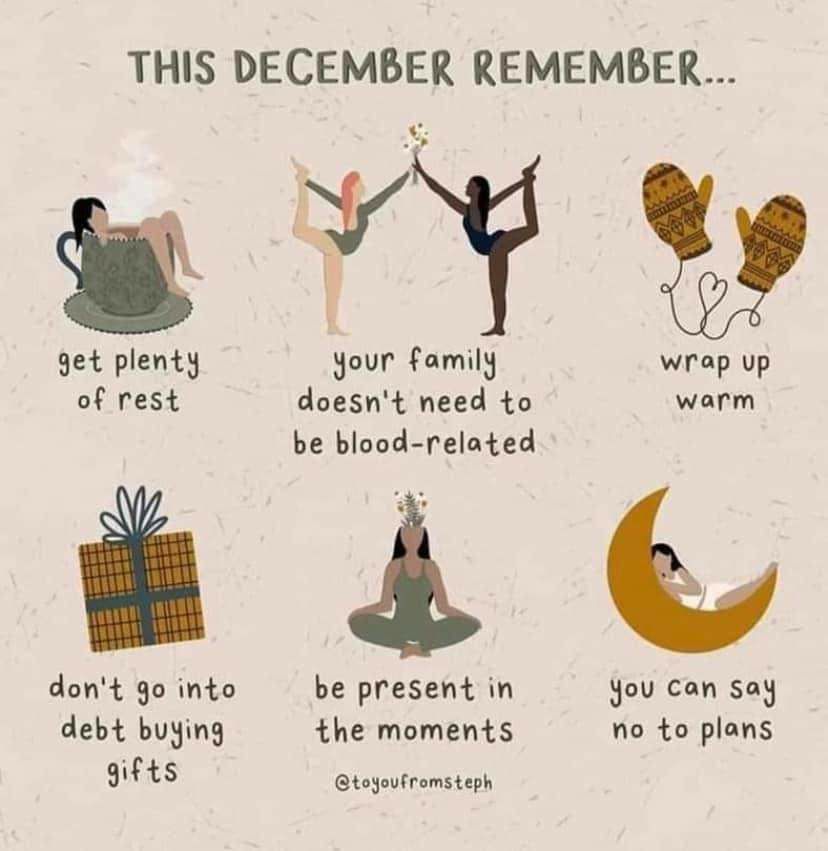 THIS DECEMBER REMEMBER...
get plenty
of rest
your family
doesn't need to
be blood-related
wrap up
warm
don't go into
debt buying
gifts
be present in
the moments
you can say
no to plans
@toyoufromsteph